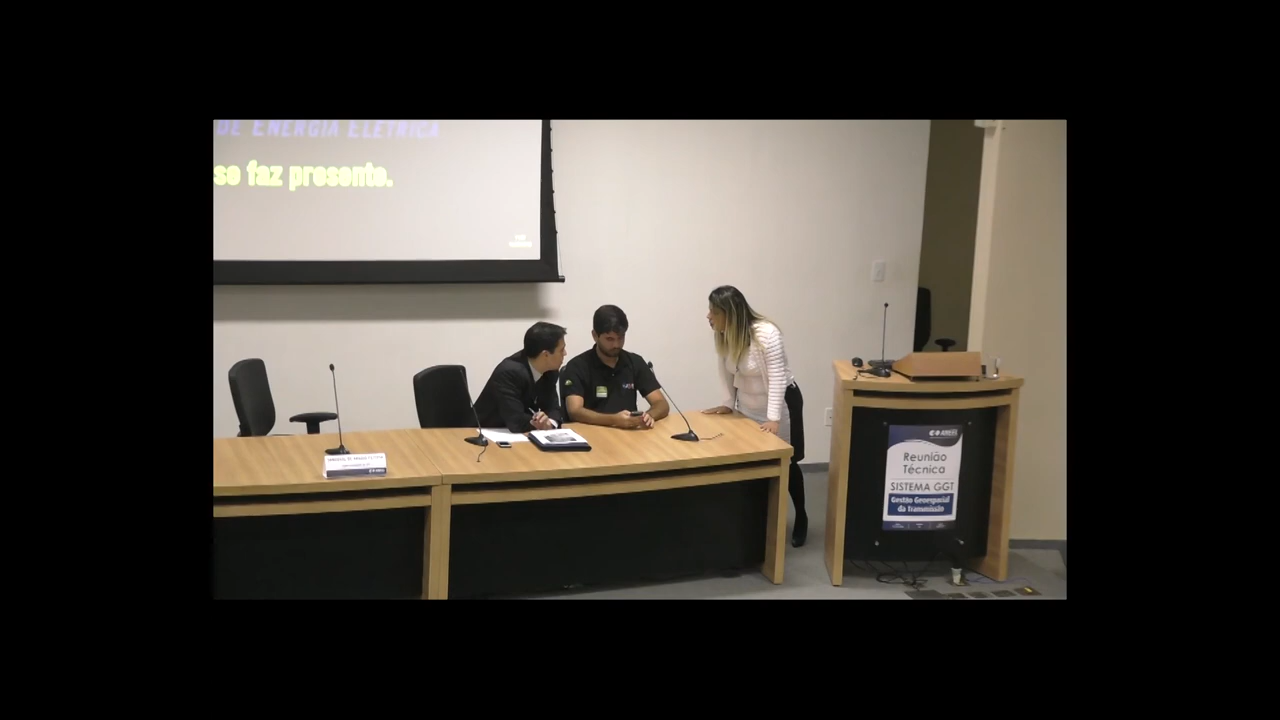 DE ENERGIA ELÉTRICA
se faz presente.
ANEEL
Reunião
Técnica
SISTEMA GGT
Gestão Geoespacial
da Transmissão